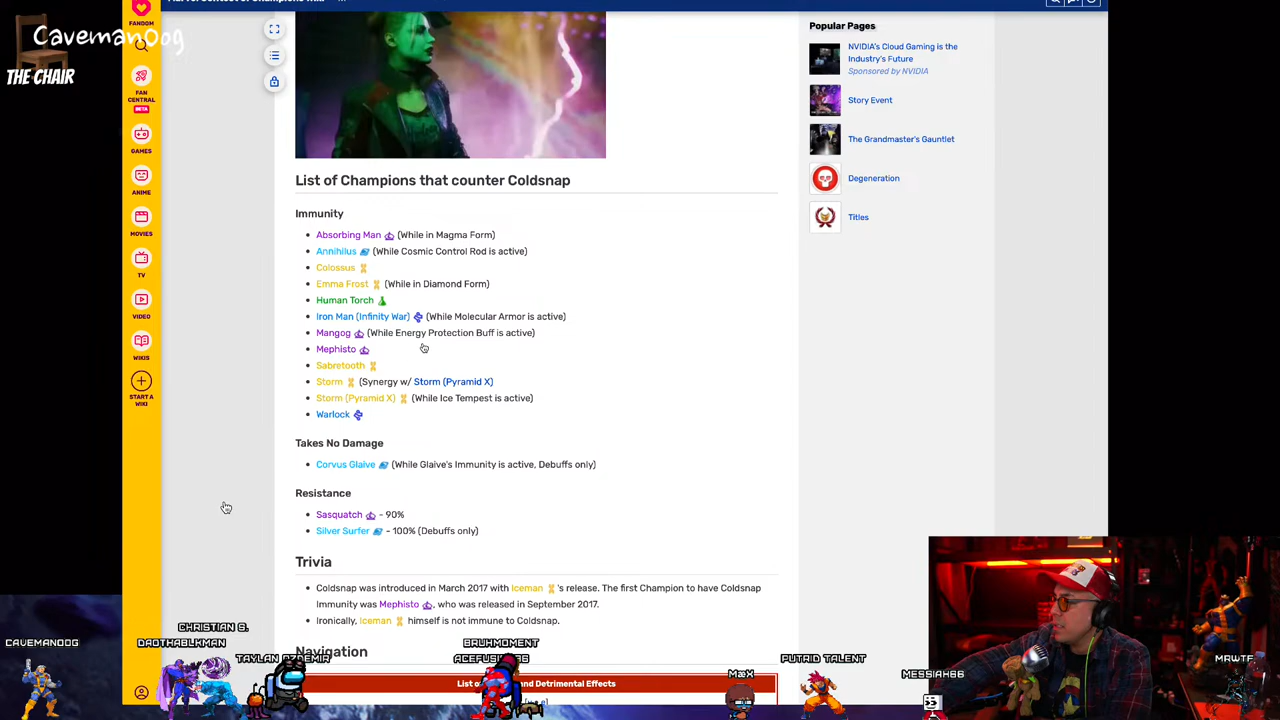 FANDOM
CavemanOog
THE CHAIR
FAN
CENTRAL
BETA
GAMES
ANIME
MOVIES
TV
VIDEO
WIKIS
START A
WIKI
List of Champions that counter Coldsnap
Immunity
Absorbing Man (While in Magma Form)
Annihilus (While Cosmic Control Rod is active)
Colossus
Emma Frost (While in Diamond Form)
Human Torch
Iron Man (Infinity War) (While Molecular Armor is active)
Mangog (While Energy Protection Buff is active)
Mephisto
Sabretooth
Storm (Synergy w/ Storm (Pyramid X)
Storm (Pyramid X) (While Ice Tempest is active)
Warlock
Takes No Damage
Corvus Glaive (While Glaive's Immunity is active, Debuffs only)
Resistance
Sasquatch - 90%
Silver Surfer - 100% (Debuffs only)
Trivia
Coldsnap was introduced in March 2017 with Iceman 's release. The first Champion to have Coldsnap
Immunity was Mephisto , who was released in September 2017.
Ironically, Iceman himself is not immune to Coldsnap.
Navigation
Popular Pages
NVIDIA's Cloud Gaming is the
Industry's Future
Sponsored by NVIDIA
Story Event
The Grandmaster's Gauntlet
Degeneration
Titles
CAVEMANOOG
CHRISTIAN S.
DAOTHABLKMAN
TAYLAN OZDEMIR
BRUHMOMENT
MӕX
PUTRID TALENT
MESSIAH66
MRWTF